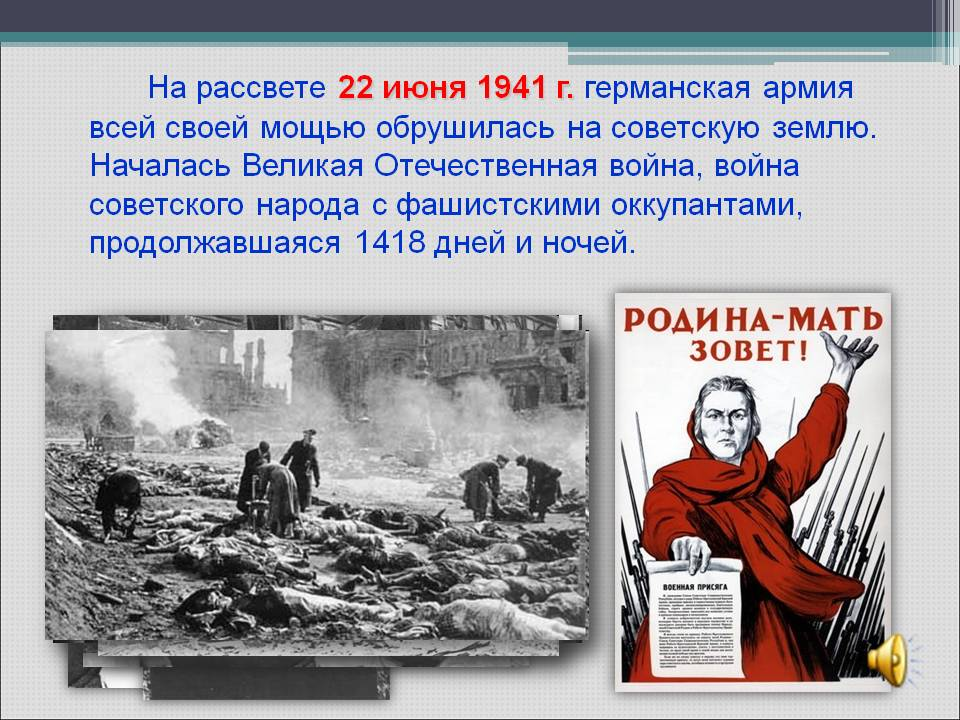 На рассвете 22 июня 1941 г. германская армия
всей своей мощью обрушилась на советскую землю.
Началась Великая Отечественная война, война
советского народа с фашистскими оккупантами,
продолжавшаяся 1418 дней и ночей.
РОДИНА-МАТЬ
ЗОВЕТ!
ВОЕННАЯ ПРИСЯГА